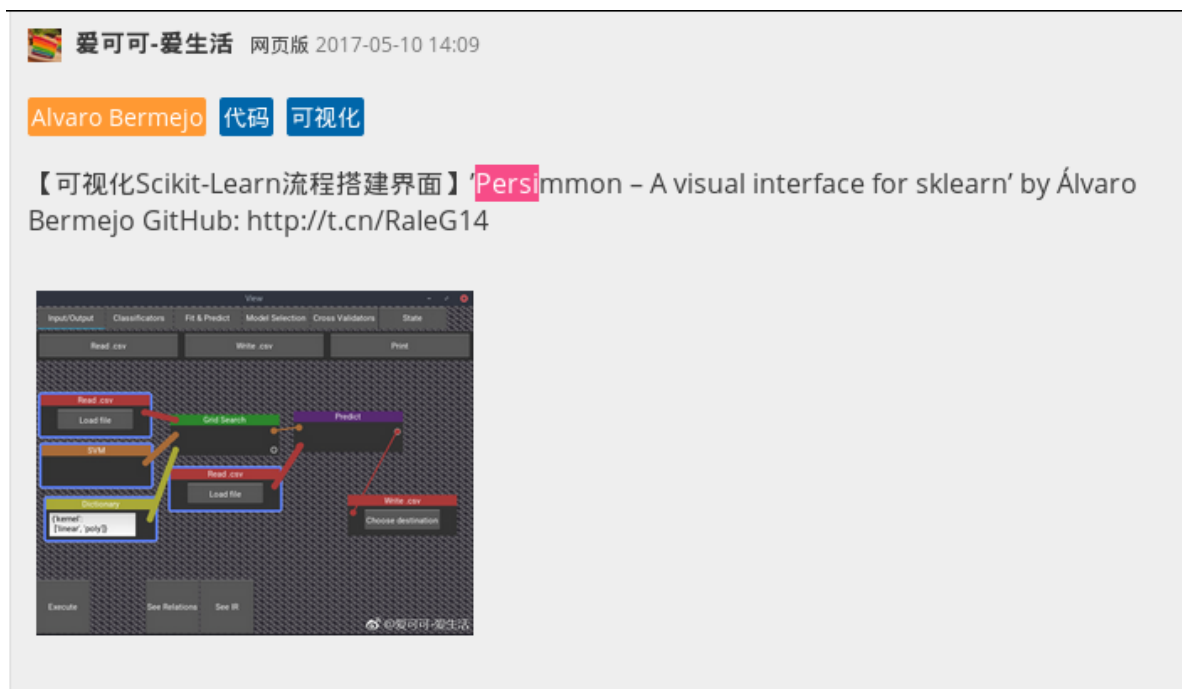 爱可可-爱生活 网页版 2017-05-10 14:09
Alvaro Bermejo 代码 可视化
【可视化Scikit-Learn流程搭建界面】'Persimmon – A visual interface for sklearn' by Álvaro
Bermejo GitHub: http://t.cn/RaleG14
View
Input/Output Classificators Fit & Predict Model Selection Cross Validators State
Read .csv Write .csv Print
Read .csv
Load file
Grid Search
Predict
SVM
Read .csv
Load file
Dictionary
{'kernel':
['linear', 'poly']}
Write .csv
Choose destination
Execute See Relations See IR
@爱可可-爱生活